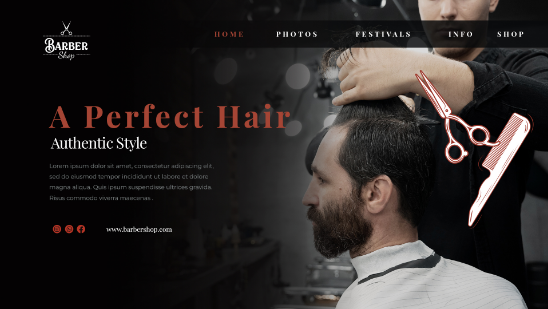 BARBER
Shop
HOME PHOTOS FESTIVALS INFO SHOP
A Perfect Hair
Authentic Style
Lorem ipsum dolor sit amet, consectetur adipiscing elit,
sed do eiusmod tempor incididunt ut labore et dolore
magna aliqua. Quis ipsum suspendisse ultrices gravida.
Risus commodo viverra maecenas .
www.barbershop.com